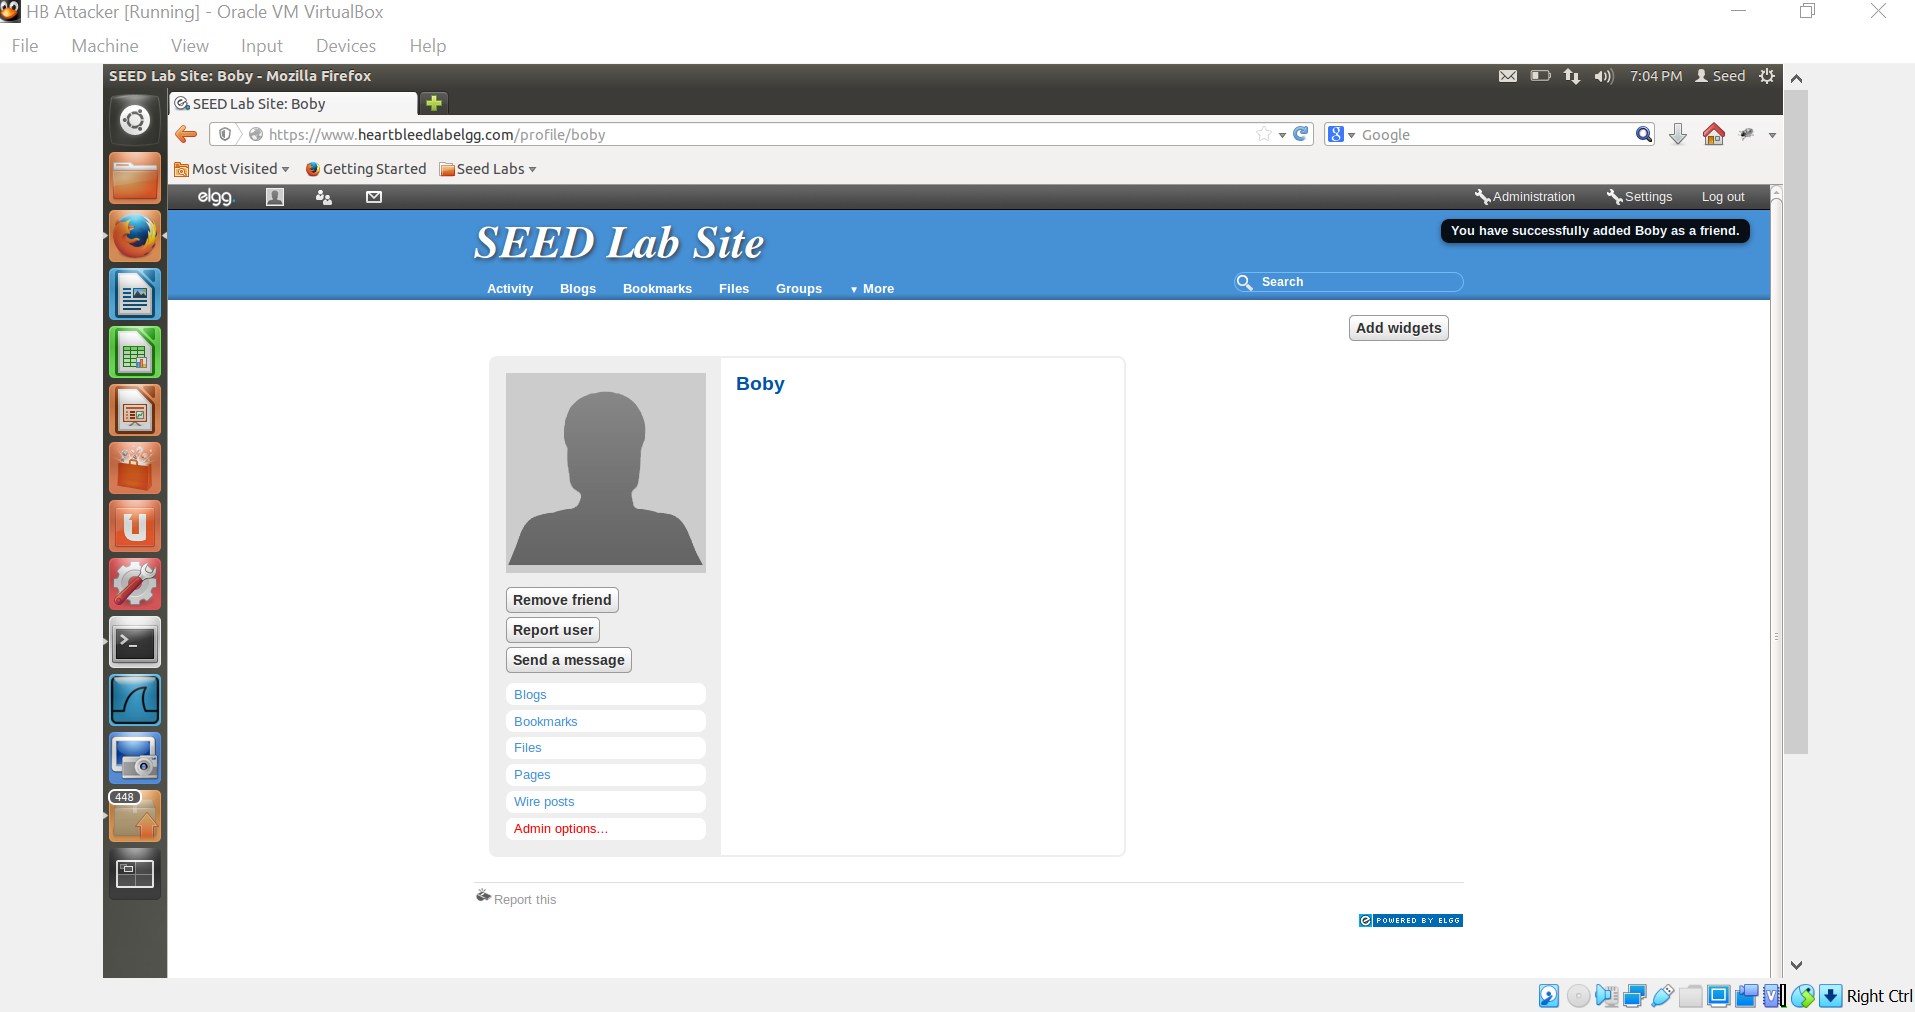 HB Attacker [Running] - Oracle VM VirtualBox
File Machine View Input Devices Help
SEED Lab Site: Boby - Mozilla Firefox 7:04 PM Seed
SEED Lab Site: Boby
https://www.heartbleedlabelgg.com/profile/boby 8 Google
Most Visited Getting Started Seed Labs
elgg. Administration Settings Log out
SEED Lab Site You have successfully added Boby as a friend.
Activity Blogs Bookmarks Files Groups ▼ More Search
Add widgets
Boby
Remove friend
Report user
Send a message
Blogs
Bookmarks
Files
Pages
Wire posts
448
Admin options...
Report this
POWERED BY ELGG
Right Ctrl